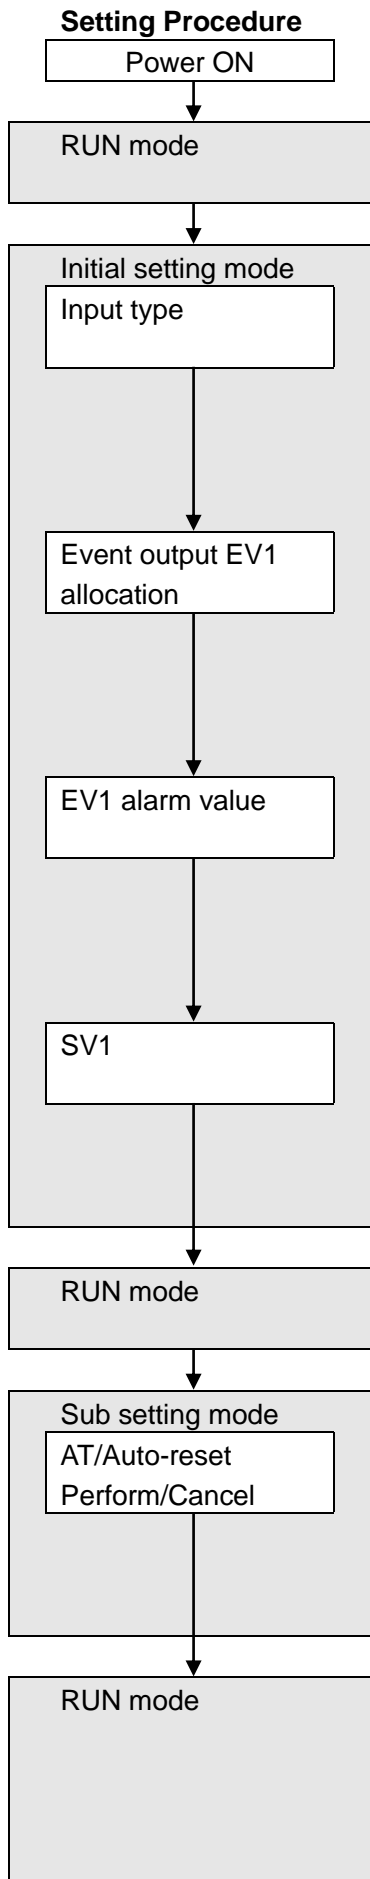 Setting Procedure
Power ON
RUN mode
Initial setting mode
Input type
Event output EV1
allocation
EV1 alarm value
SV1
RUN mode
Sub setting mode
AT/Auto-reset
Perform/Cancel
RUN mode